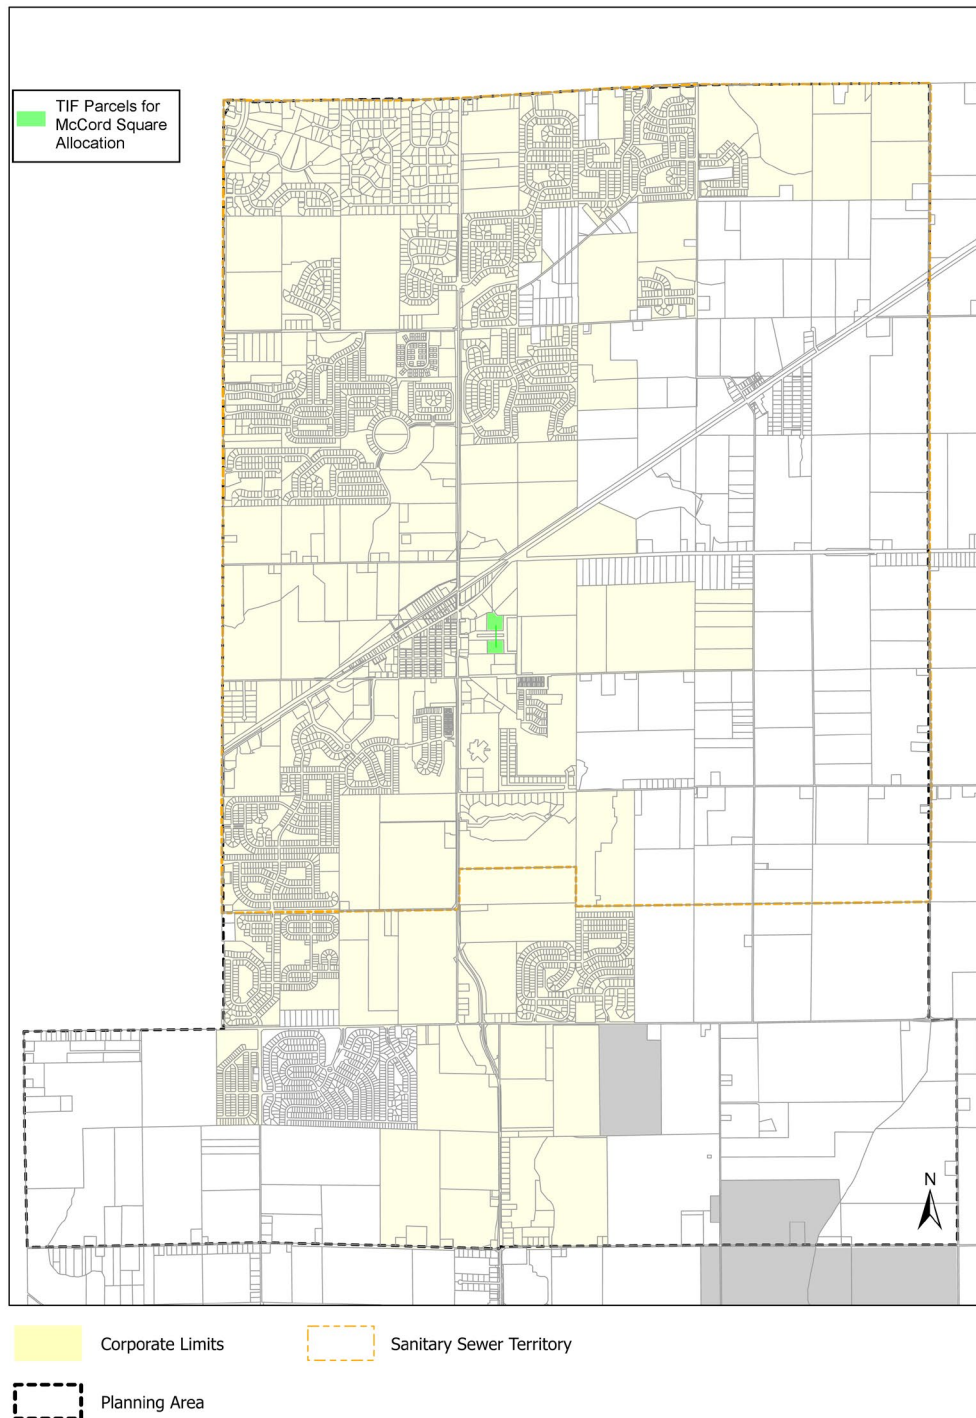 TIF Parcels for
McCord Square
Allocation
N
Corporate Limits
Sanitary Sewer Territory
Planning Area